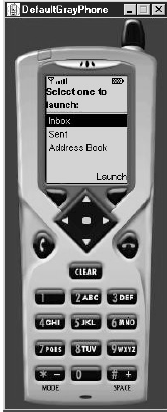 DefaultGrayPhone
Select one to
launch:
Inbox
Sent
Address Book
Launch
CLEAR
1 2 ABC 3 DEF
4 GHI 5 JKL 6 MNO
7 PQRS 8 TUV 9 WXYZ
* − 0 # +
MODE SPACE